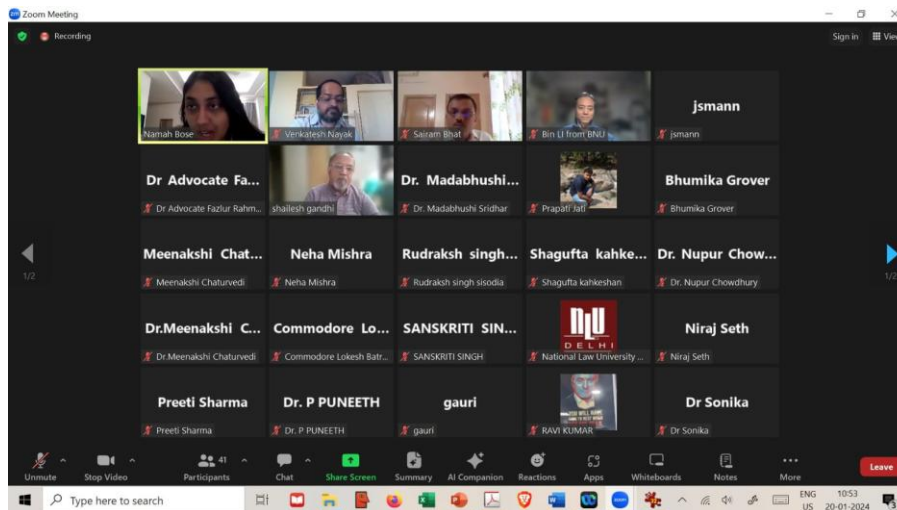 Zoom Meeting
Recording
Sign in
View
Namah Bose
Venkatesh Nayak
Sairam Bhat
Bin LI from BNU
jsmann
jsmann
Dr Advocate Fa...
Dr Advocate Fazlur Rahm...
shailesh gandhi
Dr. Madabhushi...
Dr. Madabhushi Sridhar
Prapati Jati
Bhumika Grover
Bhumika Grover
Meenakshi Chat...
Meenakshi Chaturvedi
Neha Mishra
Neha Mishra
Rudraksh singh...
Rudraksh singh sisodia
Shagufta kahke...
Shagufta kahkeshan
Dr. Nupur Chow...
Dr. Nupur Chowdhury
1/2
1/2
Dr.Meenakshi C...
Dr.Meenakshi Chaturvedi
Commodore Lo...
Commodore Lokesh Batr...
SANSKRITI SIN...
SANSKRITI SINGH
NLU
DELHI
National Law University ...
Niraj Seth
Niraj Seth
Preeti Sharma
Preeti Sharma
Dr. P PUNEETH
Dr. P PUNEETH
gauri
gauri
RAVI KUMAR
Dr Sonika
Dr Sonika
Unmute
Stop Video
41
Participants
Chat
Share Screen
Summary
AI Companion
Reactions
Apps
Whiteboards
Notes
More
Leave
Type here to search
ENG
US
10:53
20-01-2024